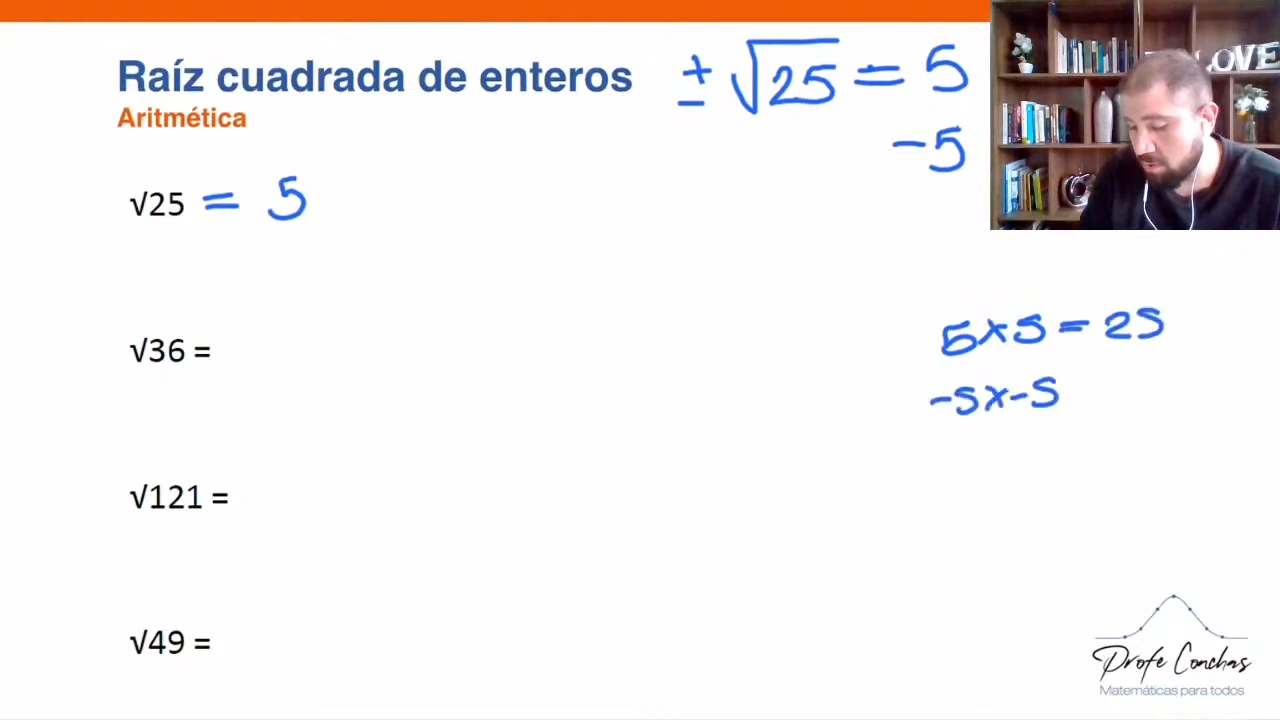 Raíz cuadrada de enteros
Aritmética
± √25 = 5
-5
√25 = 5
√36 =
√121 =
√49 =
5x5 = 25
-5x-5
LOVE
Profe Conchas
Matemáticas para todos